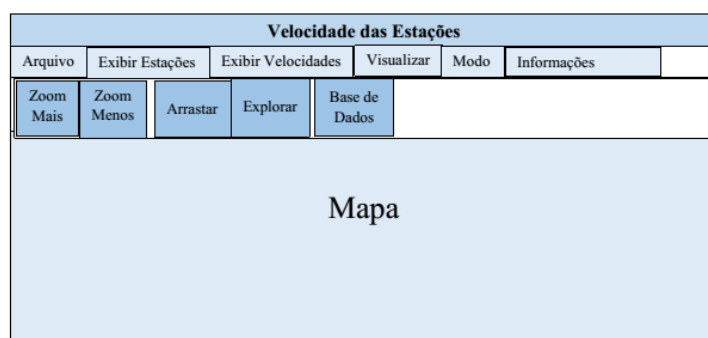 Velocidade das Estações
Arquivo Exibir Estações Exibir Velocidades Visualizar Modo Informações
Zoom Mais Zoom Menos Arrastar Explorar Base de Dados
Mapa